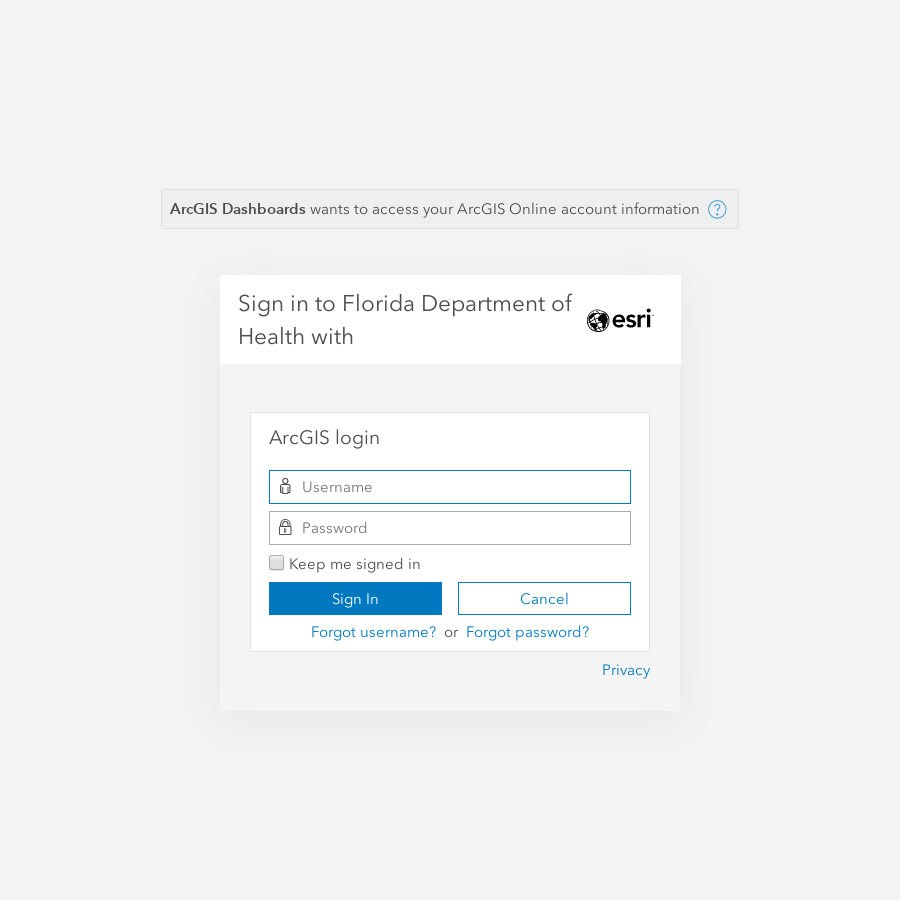 ArcGIS Dashboards wants to access your ArcGIS Online account information ?
Sign in to Florida Department of
Health with
esri
ArcGIS login
Username
Password
Keep me signed in
Sign In Cancel
Forgot username? or Forgot password?
Privacy